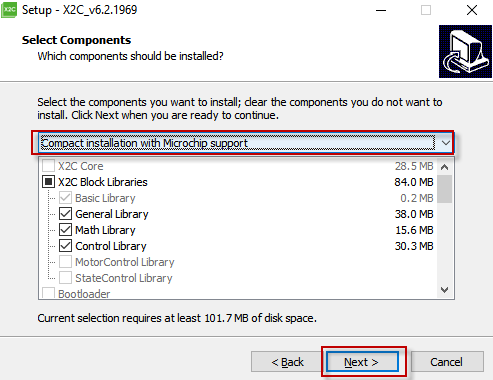 X2C
Setup - X2C_v6.2.1969
Select Components
Which components should be installed?
Select the components you want to install; clear the components you do not want to
install. Click Next when you are ready to continue.
Compact installation with Microchip support
X2C Core 28.5 MB
X2C Block Libraries 84.0 MB
Basic Library 0.2 MB
General Library 38.0 MB
Math Library 15.6 MB
Control Library 30.3 MB
MotorControl Library
StateControl Library
Bootloader
Current selection requires at least 101.7 MB of disk space.
< Back Next > Cancel